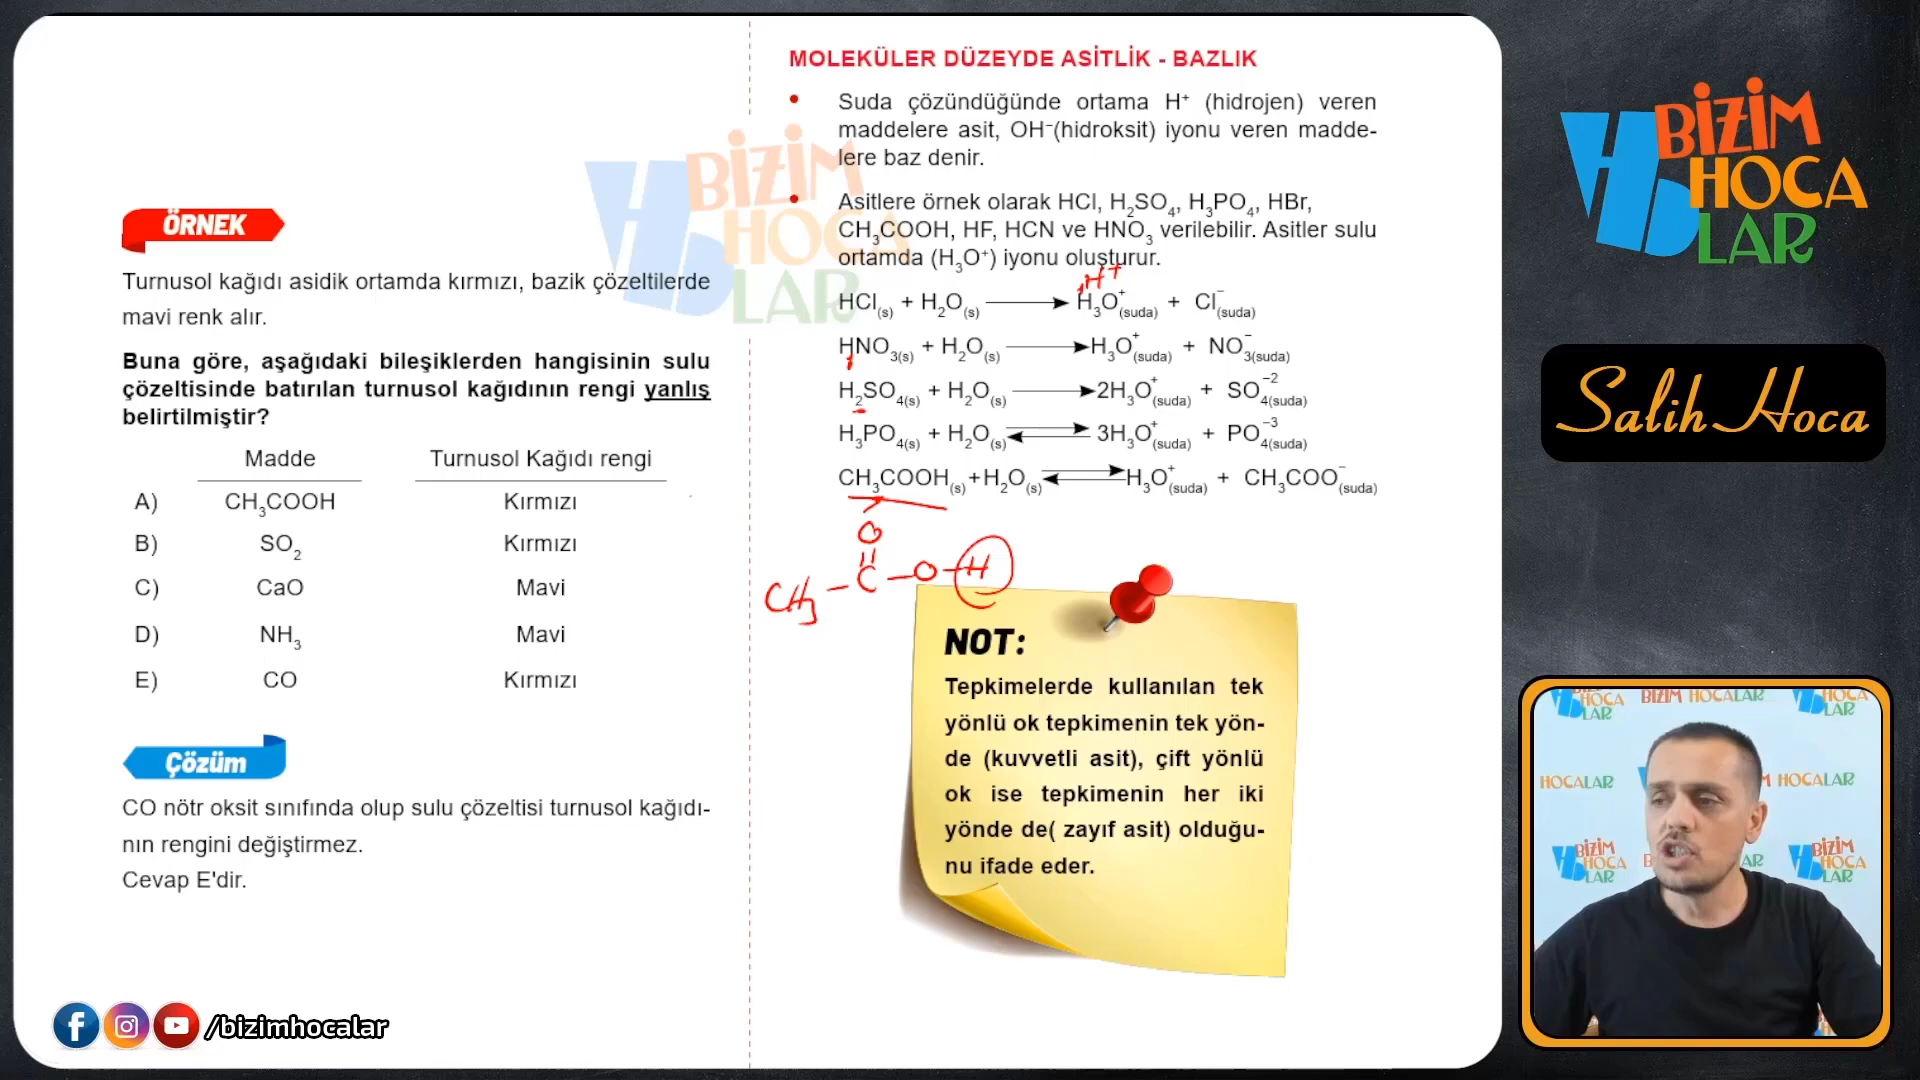 ÖRNEK
Turnusol kağıdı asidik ortamda kırmızı, bazik çözeltilerde
mavi renk alır.
Buna göre, aşağıdaki bileşiklerden hangisinin sulu
çözeltisinde batırılan turnusol kağıdının rengi yanlış
belirtilmiştir?
Madde Turnusol Kağıdı rengi
A) CH₃COOH Kırmızı
B) SO₂ Kırmızı
C) CaO Mavi
D) NH₃ Mavi
E) CO Kırmızı
Çözüm
CO nötr oksit sınıfında olup sulu çözeltisi turnusol kağıdı-
nın rengini değiştirmez.
Cevap E'dir.
/bizimhocalar
MOLEKÜLER DÜZEYDE ASİTLİK - BAZLIK
• Suda çözündüğünde ortama H⁺ (hidrojen) veren
maddelere asit, OH⁻(hidroksit) iyonu veren madde-
lere baz denir.
• Asitlere örnek olarak HCl, H₂SO₄, H₃PO₄, HBr,
CH₃COOH, HF, HCN ve HNO₃ verilebilir. Asitler sulu
ortamda (H₃O⁺) iyonu oluşturur.
H⁺
HCl(s) + H₂O(s) ⟶ H₃O⁺(suda) + Cl⁻(suda)
HNO₃(s) + H₂O(s) ⟶ H₃O⁺(suda) + NO₃⁻(suda)
H₂SO₄(s) + H₂O(s) ⟶ 2H₃O⁺(suda) + SO₄⁻²(suda)
H₃PO₄(s) + H₂O(s) ⇄ 3H₃O⁺(suda) + PO₄⁻³(suda)
CH₃COOH(s) + H₂O(s) ⇄ H₃O⁺(suda) + CH₃COO⁻(suda)
O
CH₃ – C – O – H
NOT:
Tepkimelerde kullanılan tek
yönlü ok tepkimenin tek yön-
de (kuvvetli asit), çift yönlü
ok ise tepkimenin her iki
yönde de( zayıf asit) olduğu-
nu ifade eder.
BİZİM
HOCA
LAR
BİZİM
HOCA
LAR
Salih Hoca